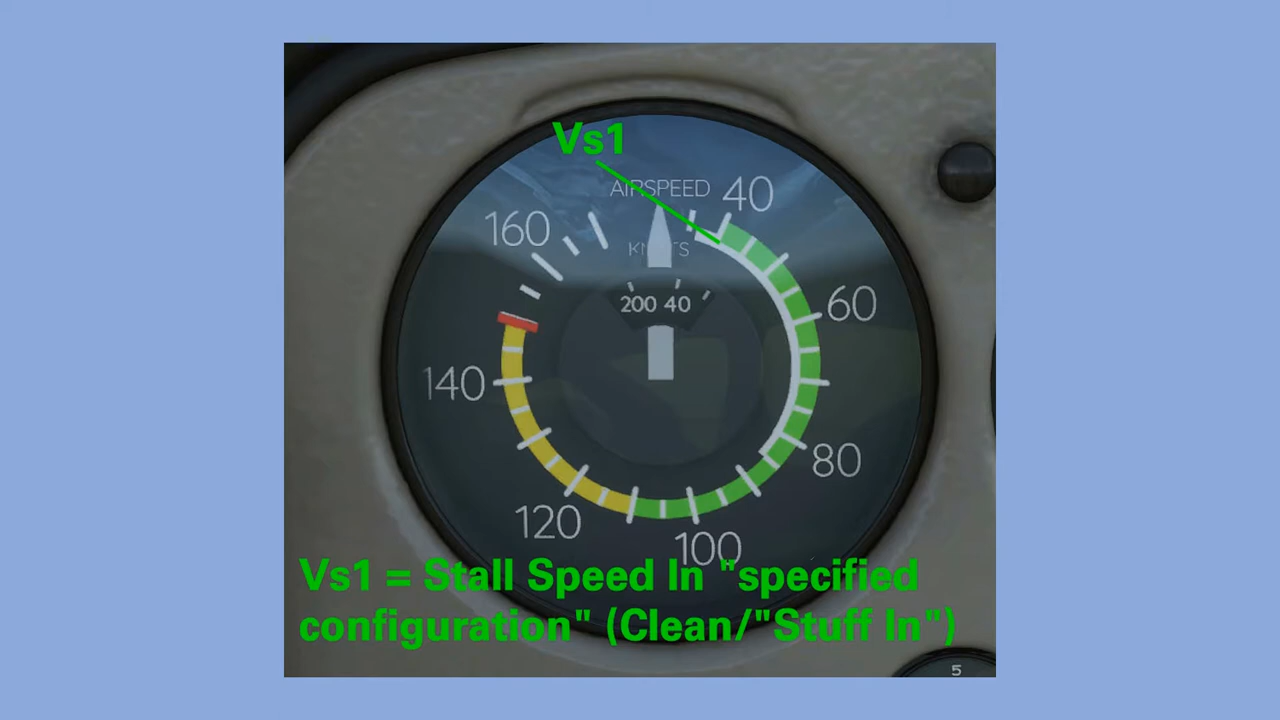 Vs1
AIRSPEED
40
160
KNOTS
200 40
60
140
80
120
100
Vs1 = Stall Speed In "specified
configuration" (Clean/"Stuff In")
5